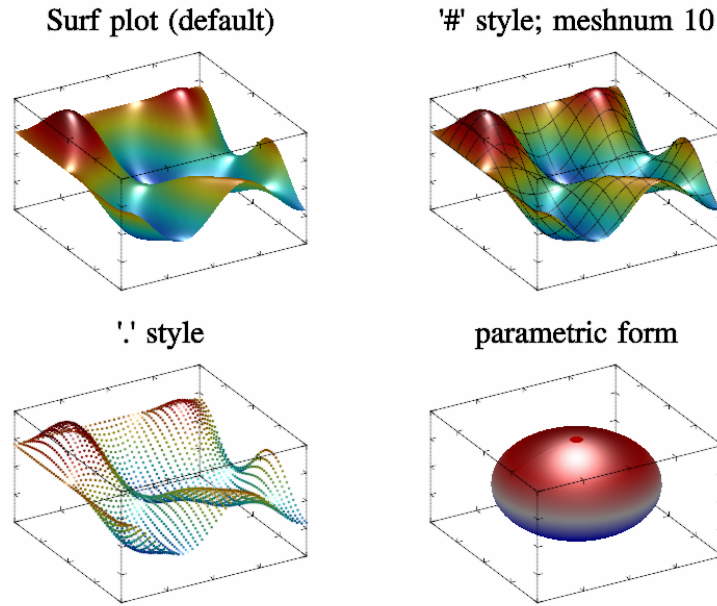 Surf plot (default)
'#' style; meshnum 10
'.' style
parametric form